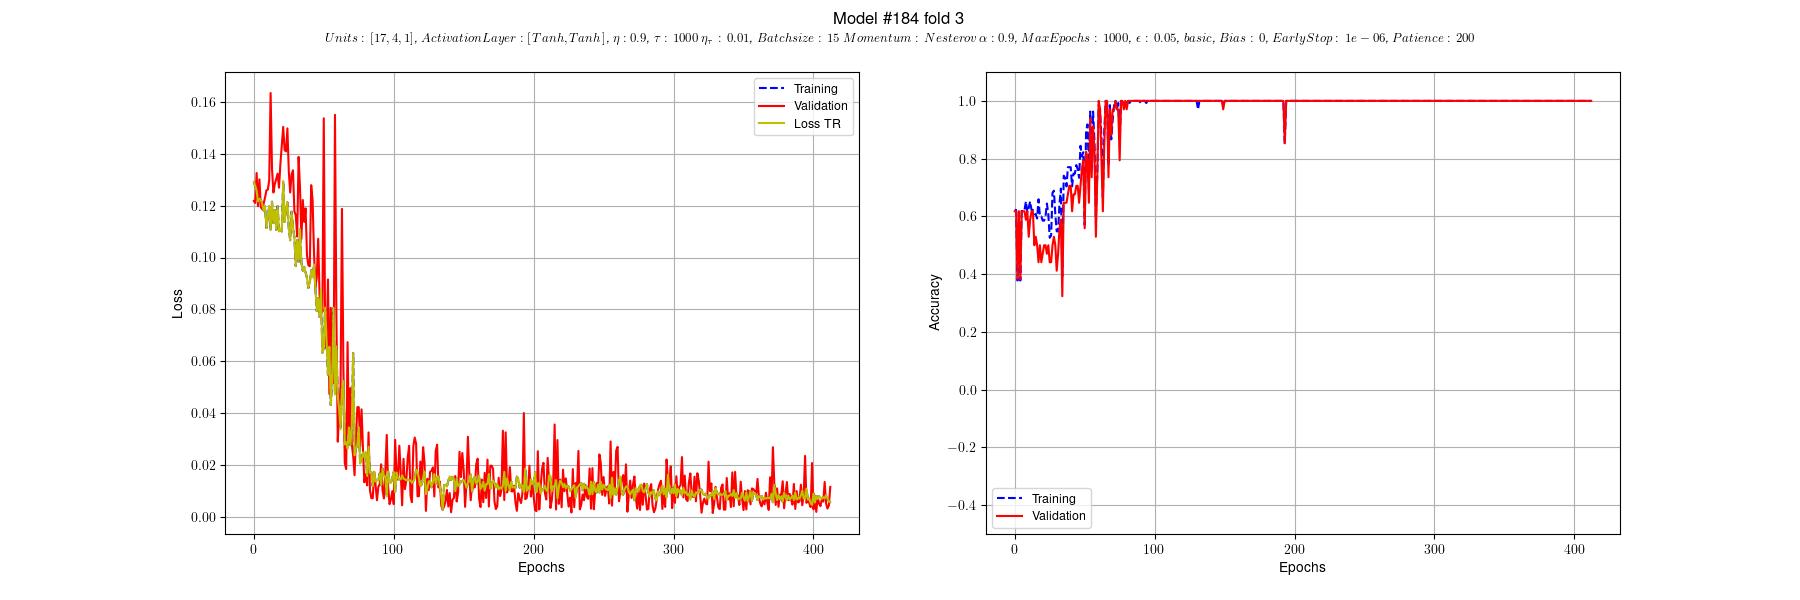 Model #184 fold 3
Units : [17, 4, 1], ActivationLayer : [Tanh, Tanh], η : 0.9, τ : 1000 ητ : 0.01, Batchsize : 15 Momentum : Nesterov α : 0.9, MaxEpochs : 1000, ϵ : 0.05, basic, Bias : 0, EarlyStop : 1e − 06, Patience : 200
Training
Validation
Loss TR
0.16
0.14
0.12
0.10
0.08
0.06
0.04
0.02
0.00
Loss
0 100 200 300 400
Epochs
1.0
0.8
0.6
0.4
0.2
0.0
−0.2
−0.4
Accuracy
Training
Validation
0 100 200 300 400
Epochs